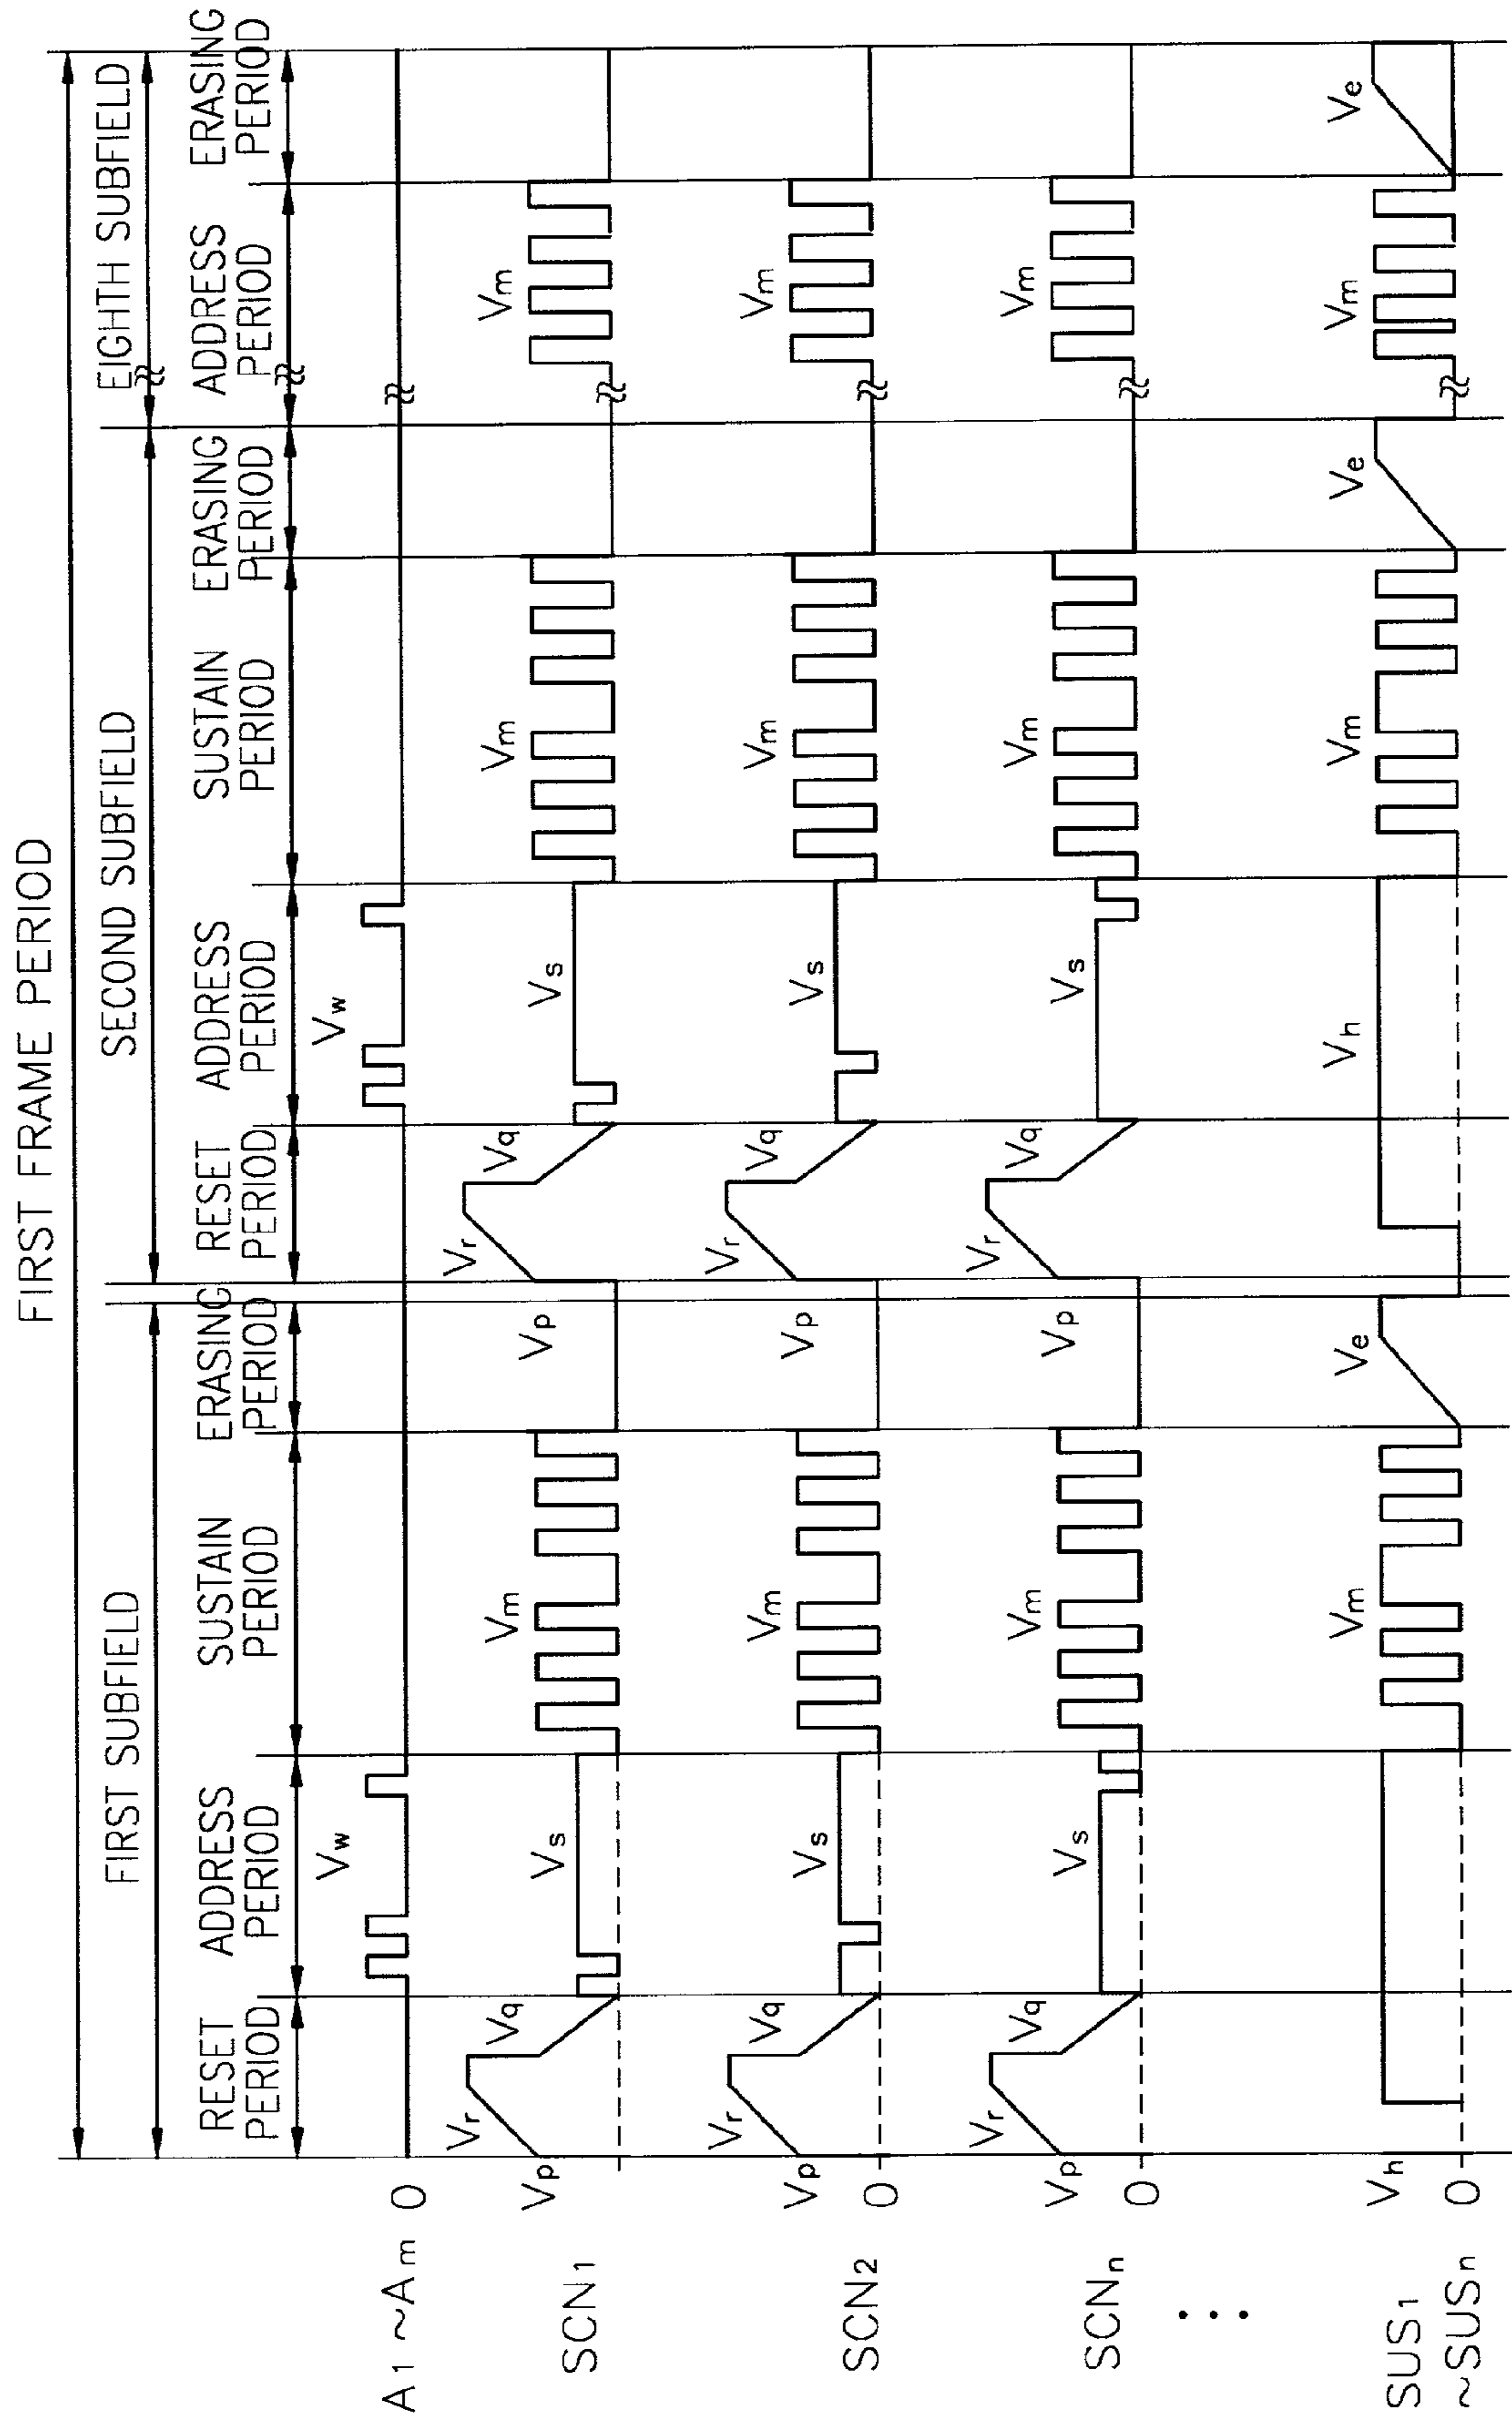 FIRST FRAME PERIOD
FIRST SUBFIELD
SECOND SUBFIELD
EIGHTH SUBFIELD
RESET PERIOD
ADDRESS PERIOD
SUSTAIN PERIOD
ERASING PERIOD
RESET PERIOD
ADDRESS PERIOD
SUSTAIN PERIOD
ERASING PERIOD
ADDRESS PERIOD
ERASING PERIOD
A1 ~Am 0 Vw Vw
SCN1 Vp Vr Vq Vs Vm Vp Vr Vq Vs Vm Vm
SCN2 Vp 0 Vr Vq Vs Vm Vp Vr Vq Vs Vm Vm
SCNn Vp 0 Vr Vq Vs Vm Vp Vr Vq Vs Vm Vm
SUS1 Vh Vm Ve Vh Vm Ve Vm Ve
~SUSn 0